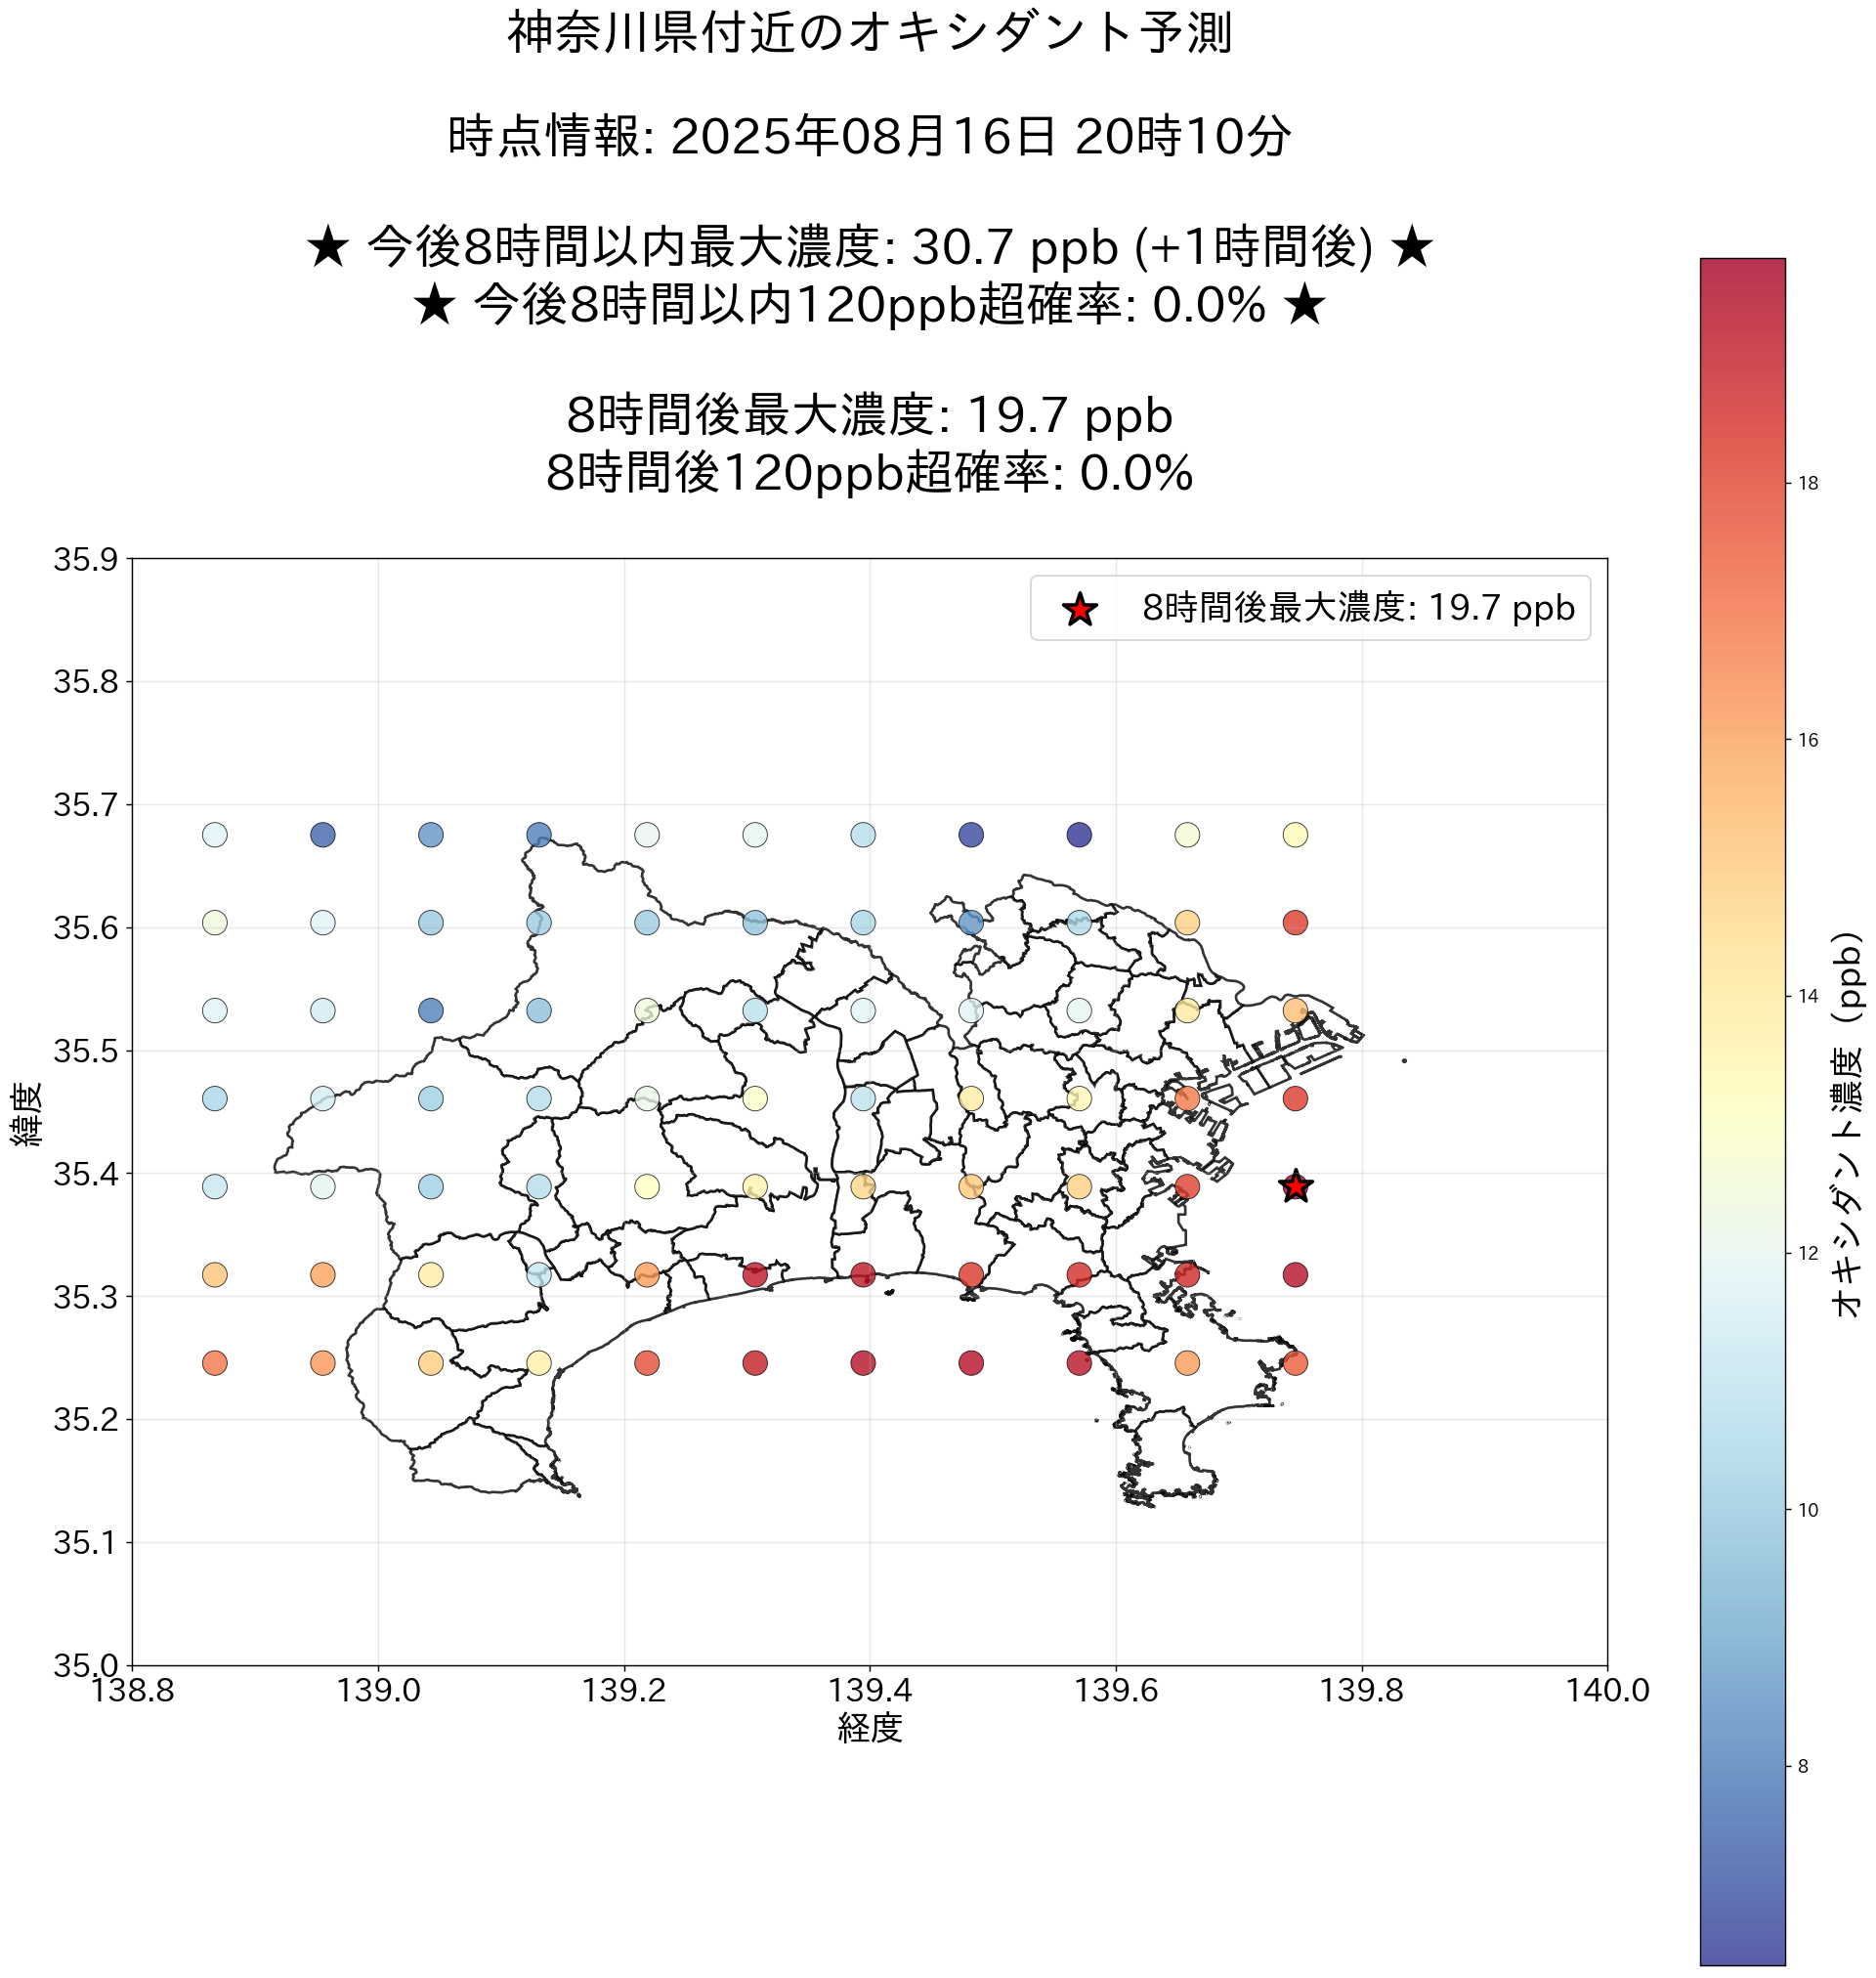 神奈川県付近のオキシダント予測
時点情報: 2025年08月16日 20時10分
★ 今後8時間以内最大濃度: 30.7 ppb (+1時間後) ★
★ 今後8時間以内120ppb超確率: 0.0% ★
8時間後最大濃度: 19.7 ppb
8時間後120ppb超確率: 0.0%
8時間後最大濃度: 19.7 ppb
35.9
35.8
35.7
35.6
35.5
35.4
35.3
35.2
35.1
35.0
緯度
138.8 139.0 139.2 139.4 139.6 139.8 140.0
経度
18
16
14
12
10
8
オキシダント濃度（ppb）